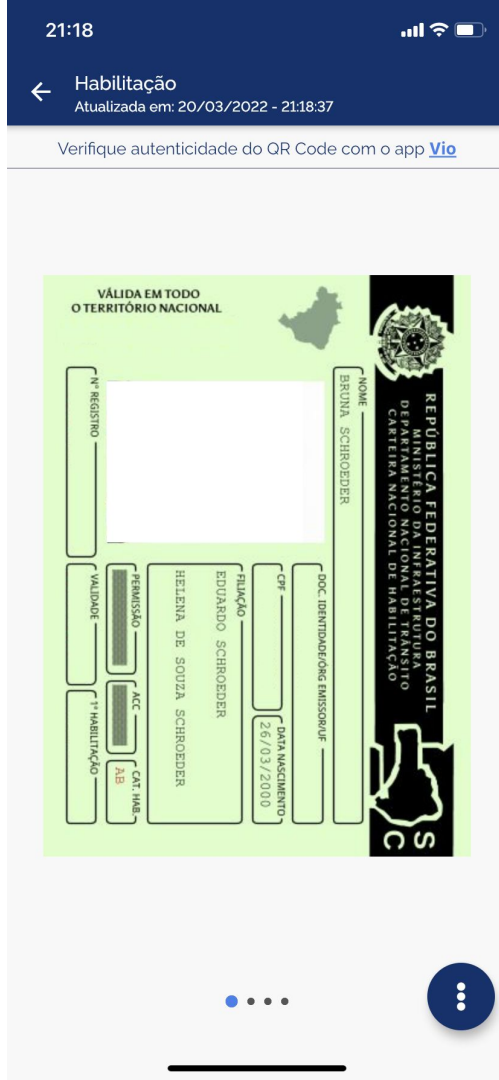 21:18
Habilitação
Atualizada em: 20/03/2022 - 21:18:37
Verifique autenticidade do QR Code com o app Vio
REPÚBLICA FEDERATIVA DO BRASIL
MINISTÉRIO DA INFRAESTRUTURA
DEPARTAMENTO NACIONAL DE TRÂNSITO
CARTEIRA NACIONAL DE HABILITAÇÃO
SC
VÁLIDA EM TODO
O TERRITÓRIO NACIONAL
NOME
BRUNA SCHROEDER
DOC. IDENTIDADE/ÓRG EMISSOR/UF
CPF
DATA NASCIMENTO
26/03/2000
FILIAÇÃO
EDUARDO SCHROEDER
HELENA DE SOUZA SCHROEDER
PERMISSÃO
ACC
CAT. HAB.
AB
Nº REGISTRO
VALIDADE
1ª HABILITAÇÃO